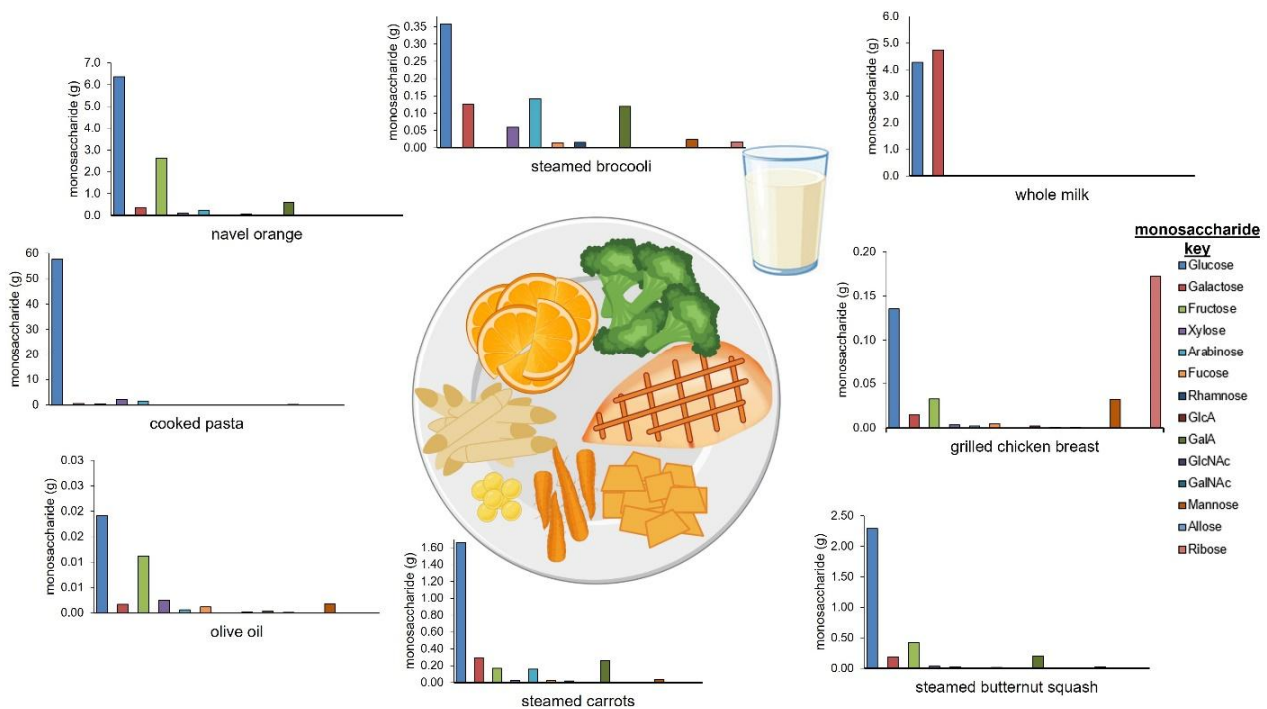 monosaccharide (g)
0.35
0.30
0.25
0.20
0.15
0.10
0.05
0.00
steamed brocooli
monosaccharide (g)
6.0
5.0
4.0
3.0
2.0
1.0
0.0
whole milk
monosaccharide (g)
7.0
6.0
5.0
4.0
3.0
2.0
1.0
0.0
navel orange
monosaccharide (g)
60
50
40
30
20
10
0
cooked pasta
monosaccharide (g)
0.20
0.15
0.10
0.05
0.00
grilled chicken breast
monosaccharide
key
Glucose
Galactose
Fructose
Xylose
Arabinose
Fucose
Rhamnose
GlcA
GalA
GlcNAc
GalNAc
Mannose
Allose
Ribose
monosaccharide (g)
0.03
0.03
0.02
0.02
0.01
0.01
0.00
olive oil
monosaccharide (g)
1.60
1.40
1.20
1.00
0.80
0.60
0.40
0.20
0.00
steamed carrots
monosaccharide (g)
2.50
2.00
1.50
1.00
0.50
0.00
steamed butternut squash